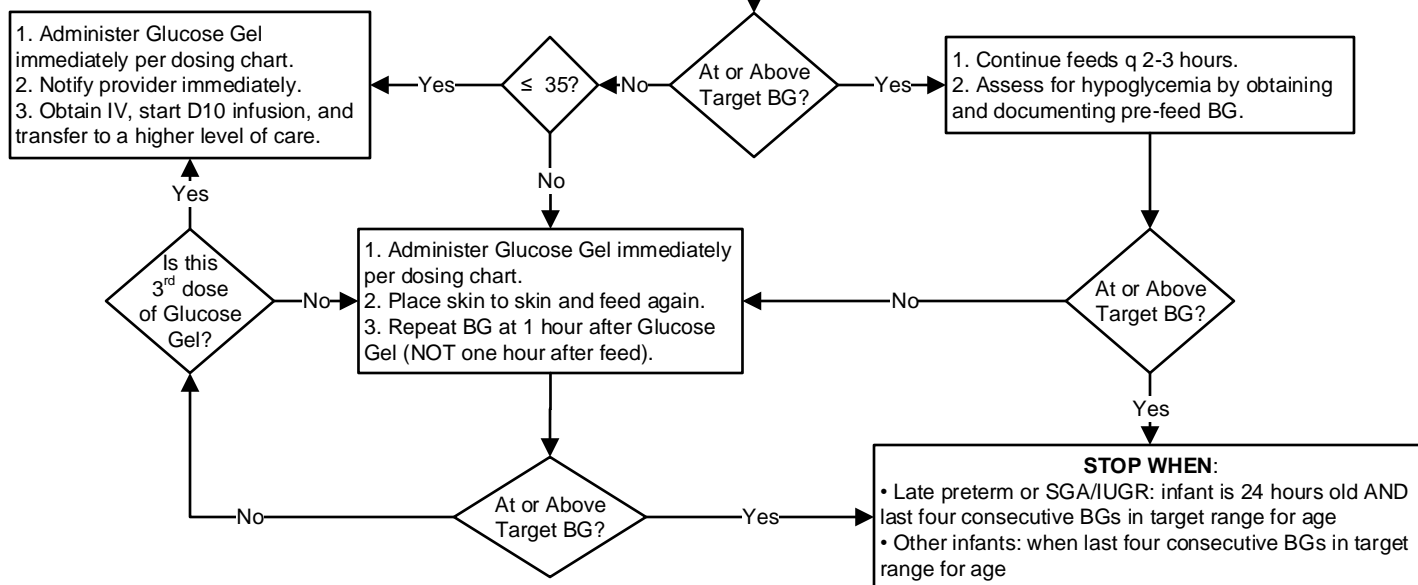 1. Administer Glucose Gel
immediately per dosing chart.
2. Notify provider immediately.
3. Obtain IV, start D10 infusion, and
transfer to a higher level of care.
Yes
≤ 35?
No
At or Above
Target BG?
Yes
1. Continue feeds q 2-3 hours.
2. Assess for hypoglycemia by obtaining
and documenting pre-feed BG.
Yes
No
Is this
3rd dose
of Glucose
Gel?
No
1. Administer Glucose Gel immediately
per dosing chart.
2. Place skin to skin and feed again.
3. Repeat BG at 1 hour after Glucose
Gel (NOT one hour after feed).
No
At or Above
Target BG?
Yes
No
At or Above
Target BG?
Yes
STOP WHEN:
• Late preterm or SGA/IUGR: infant is 24 hours old AND
last four consecutive BGs in target range for age
• Other infants: when last four consecutive BGs in target
range for age